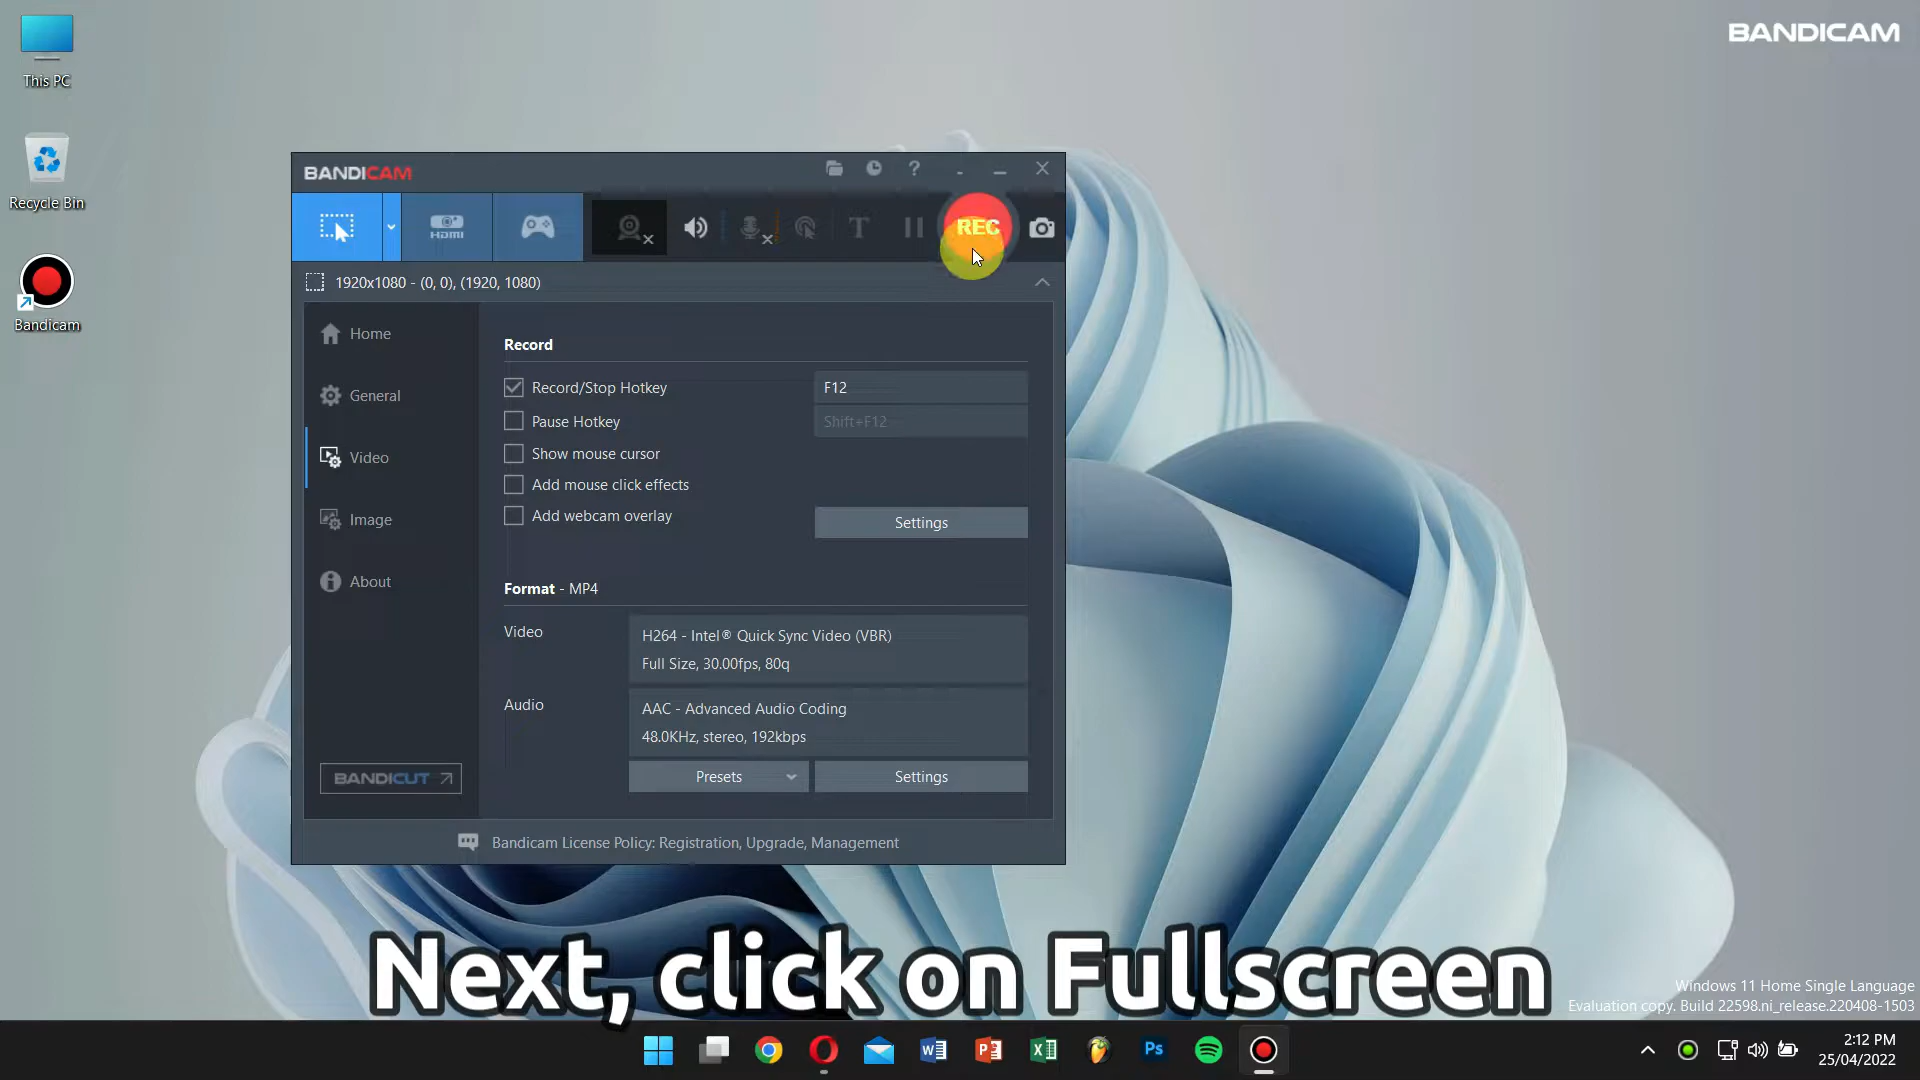 This PC
BANDICAM
Recycle Bin
Bandicam
BANDICAM
?
HDMI
T
REC
1920x1080 - (0, 0), (1920, 1080)
Home
General
Video
Image
About
BANDICUT
Record
Record/Stop Hotkey
F12
Pause Hotkey
Shift+F12
Show mouse cursor
Add mouse click effects
Add webcam overlay
Settings
Format - MP4
Video
H264 - Intel® Quick Sync Video (VBR)
Full Size, 30.00fps, 80q
Audio
AAC - Advanced Audio Coding
48.0KHz, stereo, 192kbps
Presets
Settings
Bandicam License Policy: Registration, Upgrade, Management
Next, click on Fullscreen
Windows 11 Home Single Language
Evaluation copy. Build 22598.ni_release.220408-1503
Ps
2:12 PM
25/04/2022